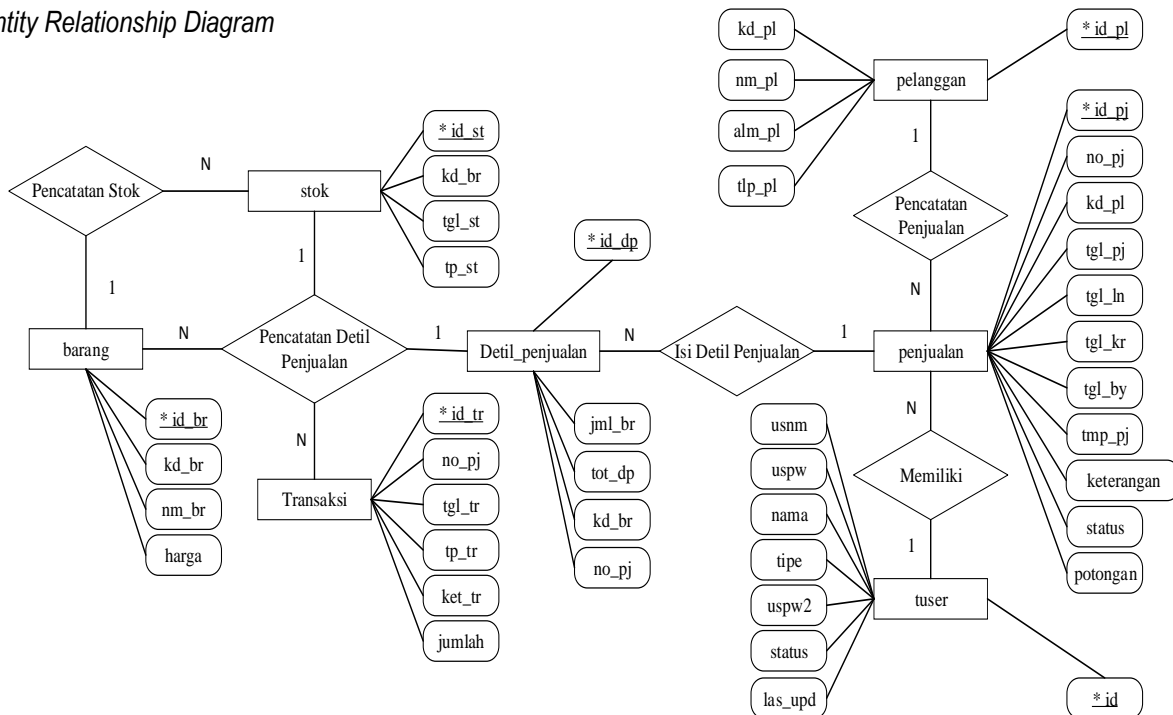 ntity Relationship Diagram
kd_pl
* id_pl
pelanggan
nm_pl
alm_pl
tlp_pl
1
* id_pj
no_pj
kd_pl
tgl_pj
tgl_ln
tgl_kr
tgl_by
tmp_pj
keterangan
status
potongan
Pencatatan
Penjualan
N
penjualan
Pencatatan Stok
N
stok
* id_st
kd_br
tgl_st
tp_st
1
1
barang
N
Pencatatan Detil
Penjualan
1
* id_dp
Detil_penjualan
N
Isi Detil Penjualan
1
* id_br
kd_br
nm_br
harga
N
Transaksi
* id_tr
no_pj
tgl_tr
tp_tr
ket_tr
jumlah
jml_br
tot_dp
kd_br
no_pj
N
Memiliki
1
usnm
uspw
nama
tipe
uspw2
status
las_upd
tuser
* id